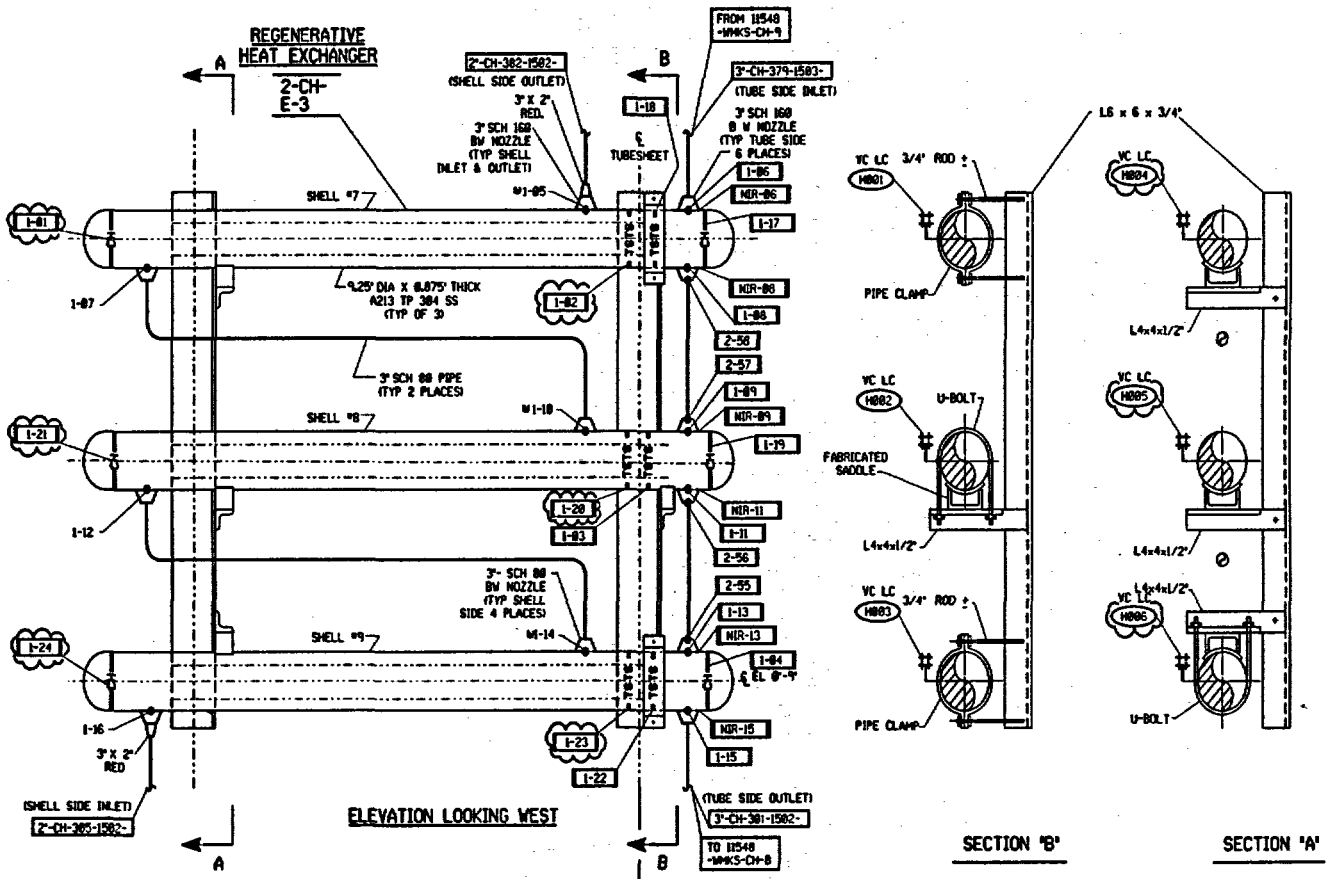 REGENERATIVE
HEAT EXCHANGER
2-CH-
E-3
A
B
2"-CH-382-1502-
(SHELL SIDE OUTLET)
3" X 2"
RED.
3" SCH 160
BW NOZZLE
(TYP SHELL
INLET & OUTLET)
FROM 11548
-WMKS-CH-9
3"-CH-379-1503-
(TUBE SIDE INLET)
3" SCH 160
B W NOZZLE
(TYP TUBE SIDE
6 PLACES)
1-18
℄
TUBESHEET
1-06
NIR-06
W1-05
SHELL #7
1-01
1-17
1-07
9.25" DIA X 0.875" THICK
A213 TP 304 SS
(TYP OF 3)
TSTS
TSTS
1-02
NIR-08
1-08
2-58
2-57
3" SCH 80 PIPE
(TYP 2 PLACES)
W1-10
1-09
NIR-09
SHELL #8
1-21
1-19
TSTS
TSTS
1-12
1-20
1-03
NIR-11
1-11
2-56
3"- SCH 80
BW NOZZLE
(TYP SHELL
SIDE 4 PLACES)
2-55
1-13
W1-14
NIR-13
SHELL #9
1-24
1-04
℄ EL 8'-9"
TSTS
TSTS
1-16
3" X 2"
RED
1-23
1-22
NIR-15
1-15
(SHELL SIDE INLET)
2"-CH-305-1502-
ELEVATION LOOKING WEST
(TUBE SIDE OUTLET)
3"-CH-301-1502-
TO 11548
-WMKS-CH-8
A
B
L6 x 6 x 3/4"
VC LC
H001
3/4" ROD ±
PIPE CLAMP
VC LC
H002
U-BOLT
FABRICATED
SADDLE
L4x4x1/2"
VC LC
H003
3/4" ROD ±
PIPE CLAMP
SECTION "B"
VC LC
H004
L4x4x1/2"
VC LC
H005
L4x4x1/2"
L4x4x1/2"
VC LC
H006
U-BOLT
SECTION "A"